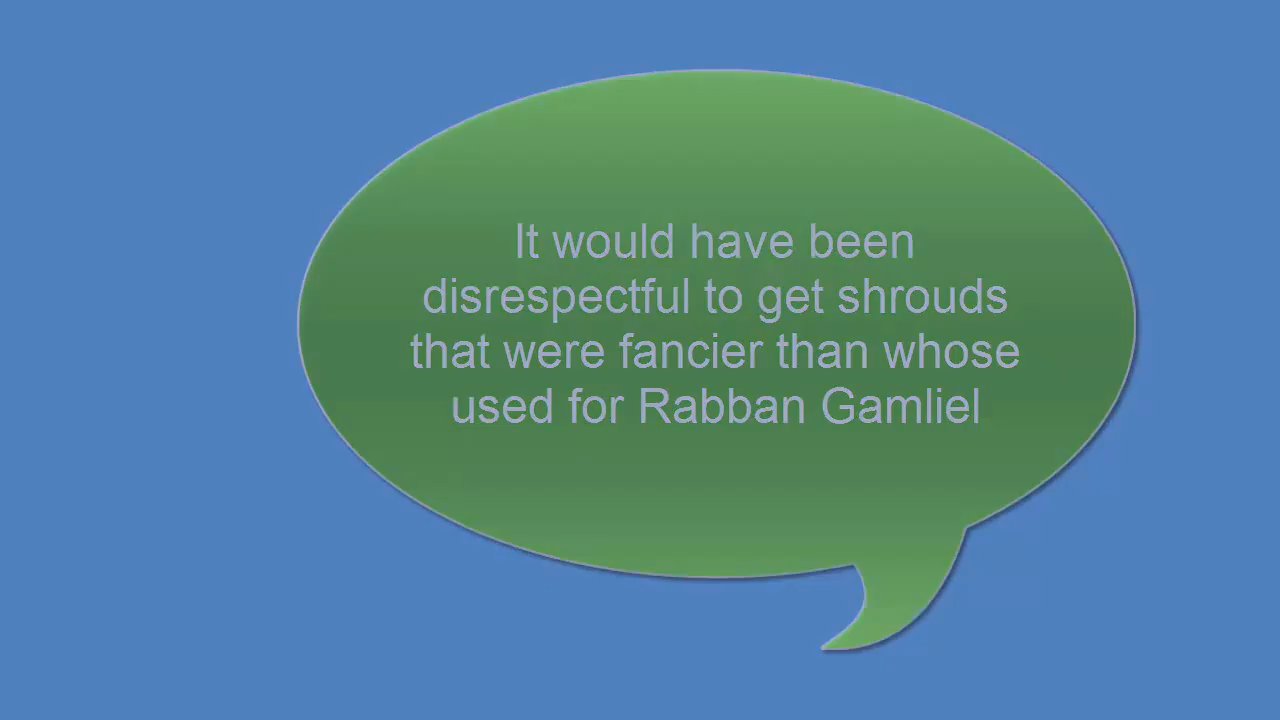 It would have been
disrespectful to get shrouds
that were fancier than whose
used for Rabban Gamliel